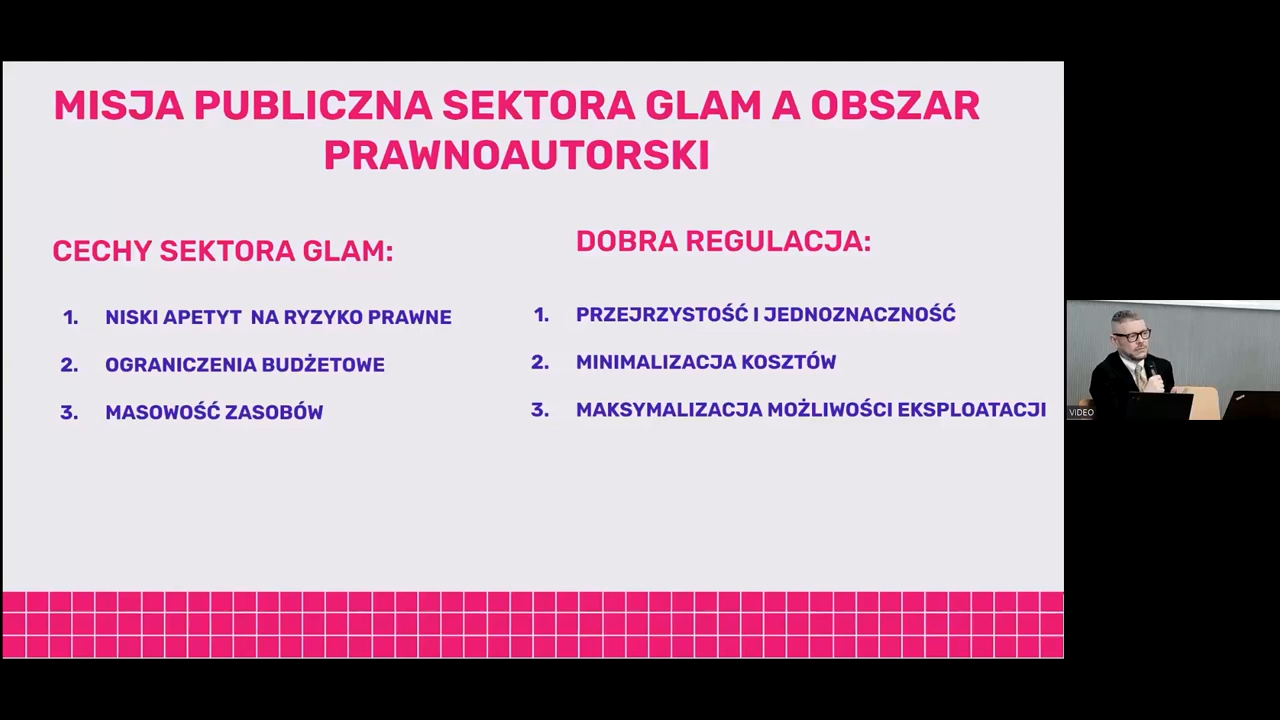 MISJA PUBLICZNA SEKTORA GLAM A OBSZAR
PRAWNOAUTORSKI
CECHY SEKTORA GLAM:
1. NISKI APETYT NA RYZYKO PRAWNE
2. OGRANICZENIA BUDŻETOWE
3. MASOWOŚĆ ZASOBÓW
DOBRA REGULACJA:
1. PRZEJRZYSTOŚĆ I JEDNOZNACZNOŚĆ
2. MINIMALIZACJA KOSZTÓW
3. MAKSYMALIZACJA MOŻLIWOŚCI EKSPLOATACJI
VIDEO